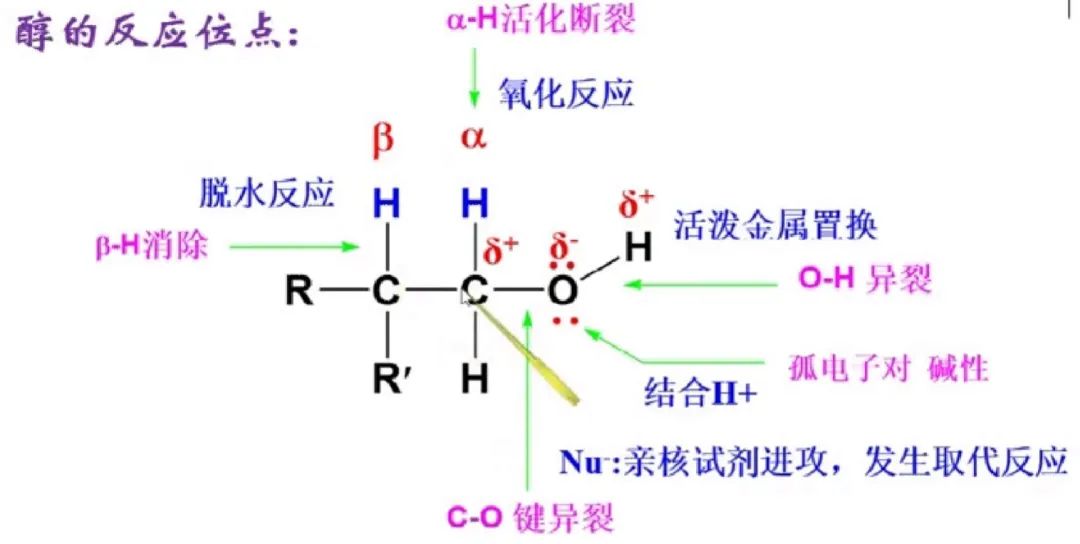 醇的反应位点：
α-H活化断裂
氧化反应
β α
脱水反应 H H δ+
β-H消除 δ+ δ- H 活泼金属置换
R C C O O-H 异裂
R′ H 孤电子对 碱性
结合H+
Nu-:亲核试剂进攻，发生取代反应
C-O 键异裂